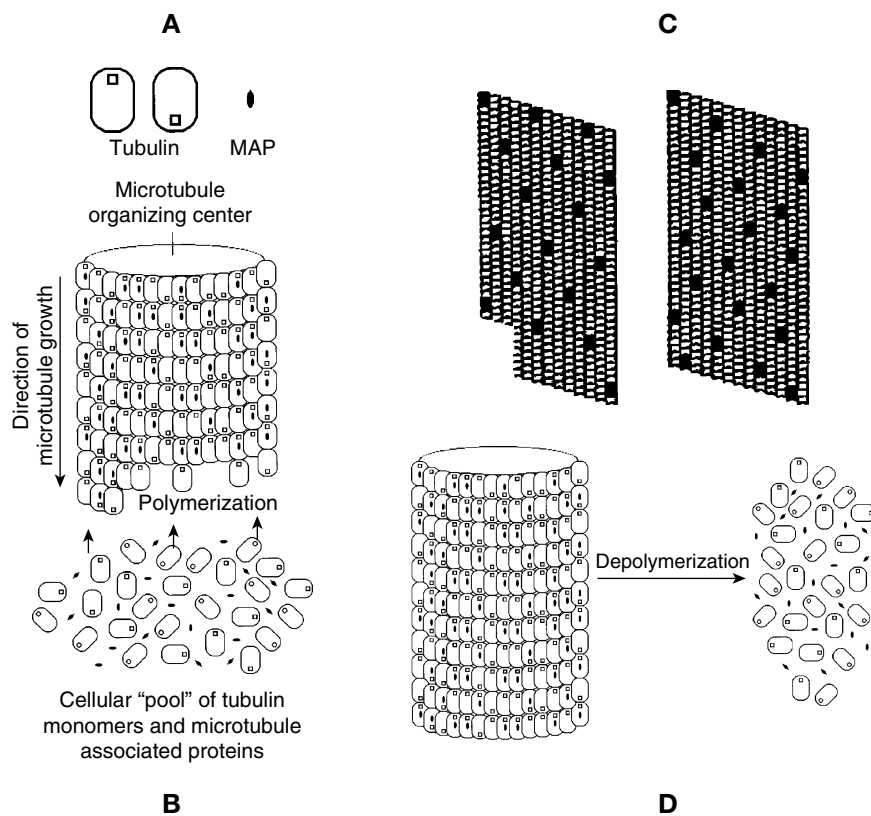 A
C
Tubulin
MAP
Microtubule
organizing center
Direction of
microtubule growth
Polymerization
Depolymerization
Cellular “pool” of tubulin
monomers and microtubule
associated proteins
B
D